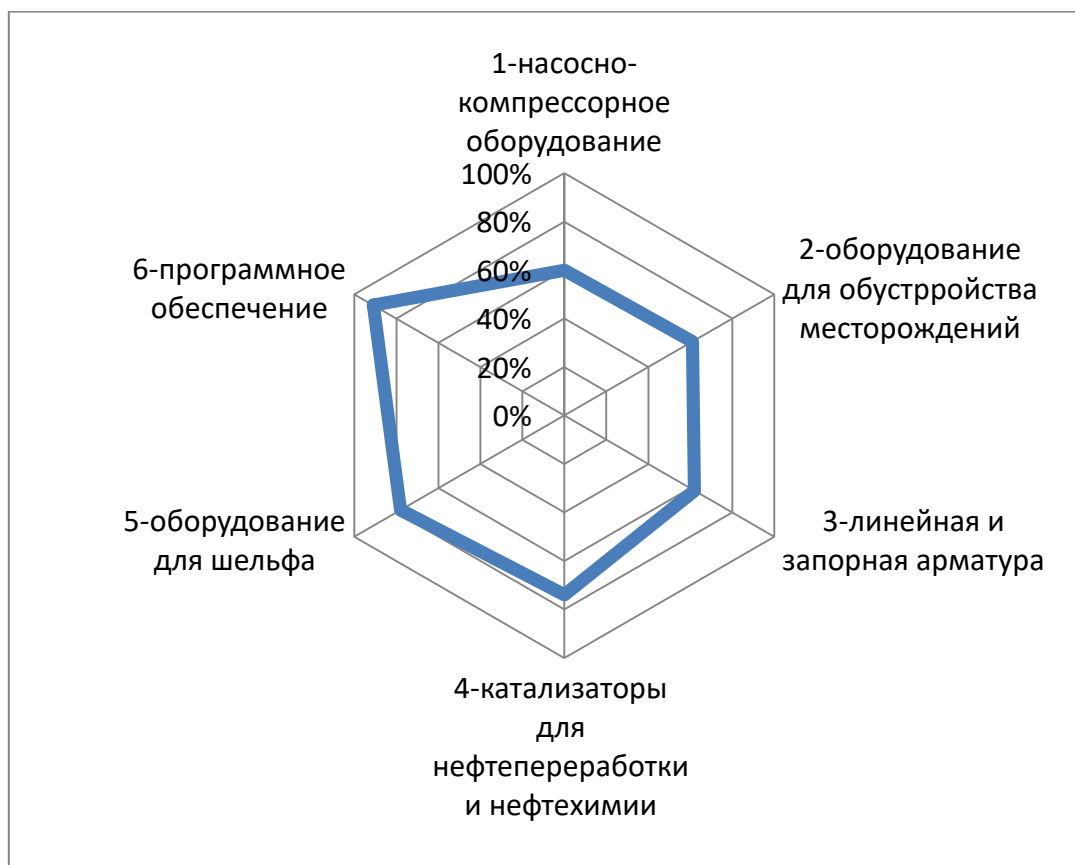 1-насосно-
компрессорное
оборудование
100%
80%
60%
40%
20%
0%
2-оборудование
для обустрройства
месторождений
3-линейная и
запорная арматура
4-катализаторы
для
нефтепереработки
и нефтехимии
5-оборудование
для шельфа
6-программное
обеспечение